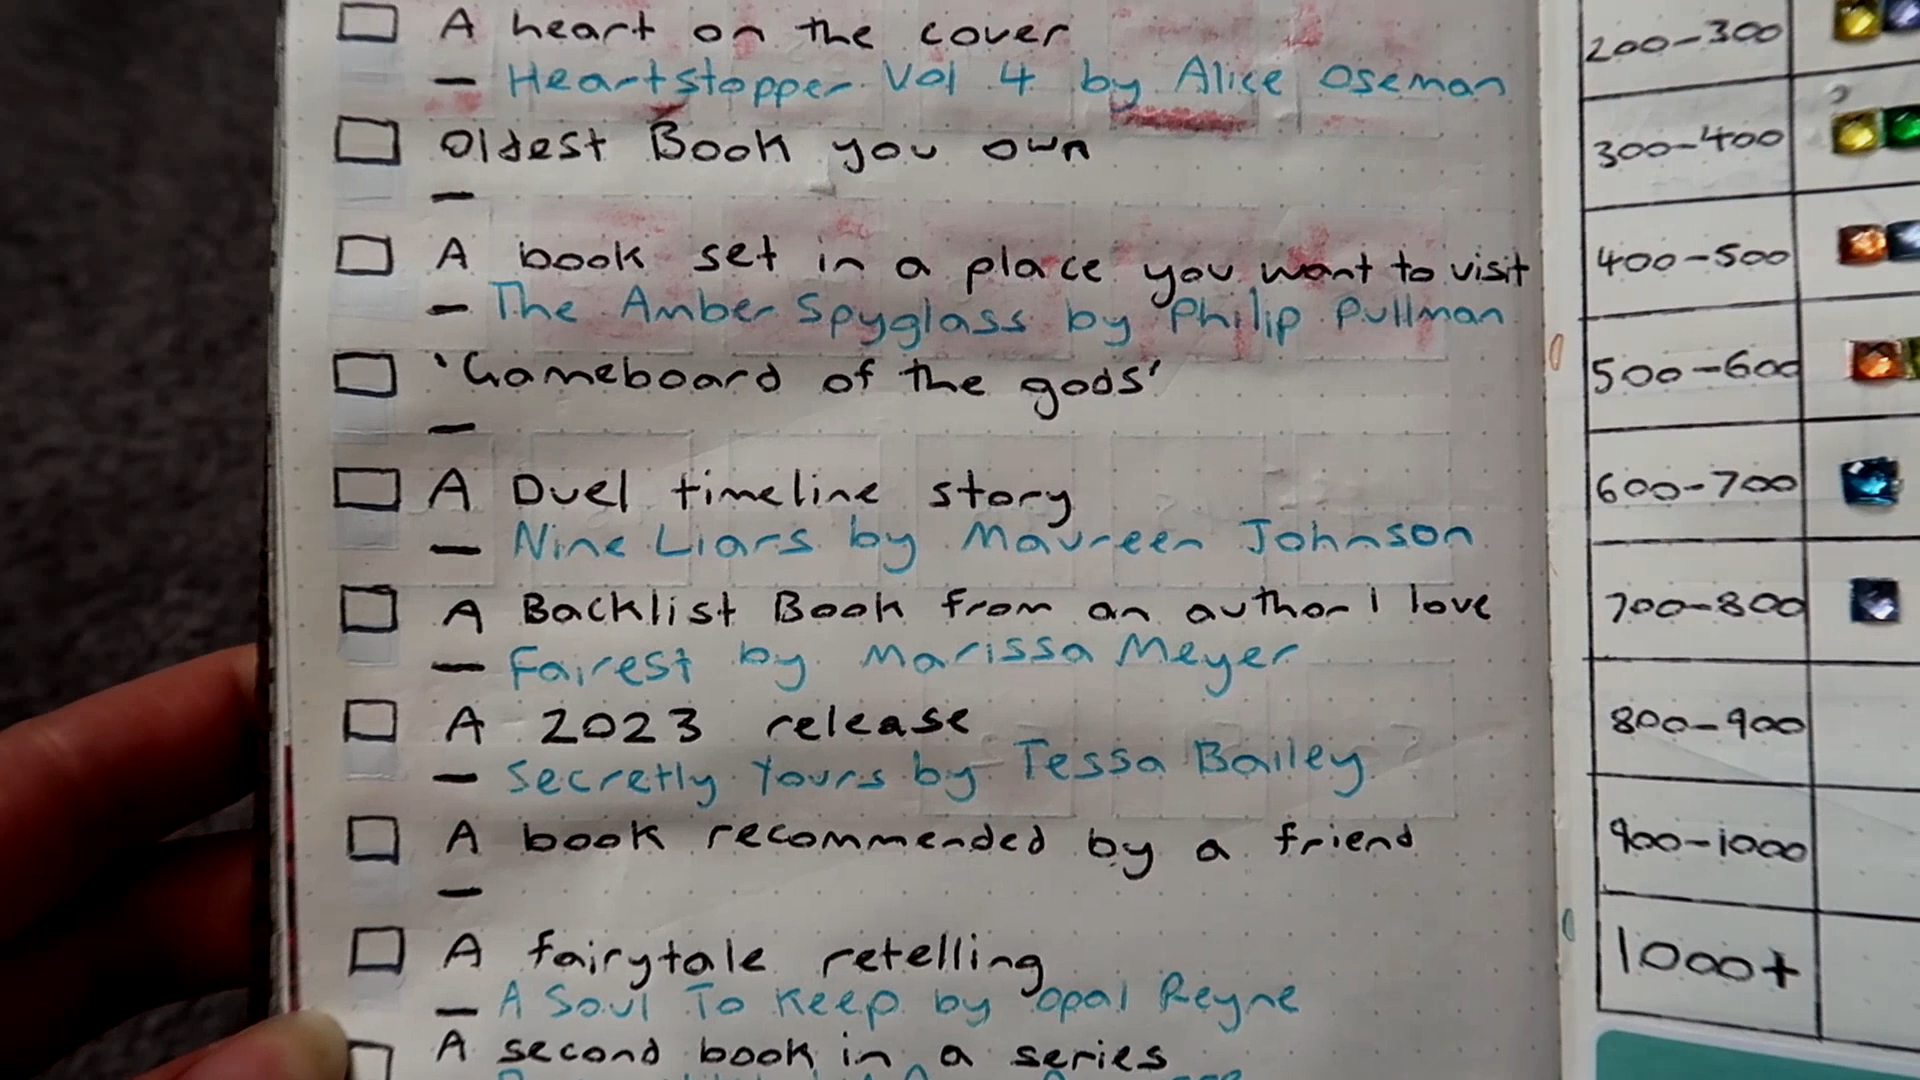 A heart on the cover
– Heartstopper Vol 4 by Alice Oseman
Oldest Book you own
–
A book set in a place you want to visit
– The Amber Spyglass by Philip Pullman
'Gameboard of the gods'
–
A Duel timeline story
– Nine Liars by Maureen Johnson
A Backlist Book from an author I love
– Fairest by Marissa Meyer
A 2023 release
– Secretly Yours by Tessa Bailey
A book recommended by a friend
–
A fairytale retelling
– A Soul To Keep by Opal Reyne
A second book in a series
200-300
300-400
400-500
500-600
600-700
700-800
800-900
900-1000
1000+